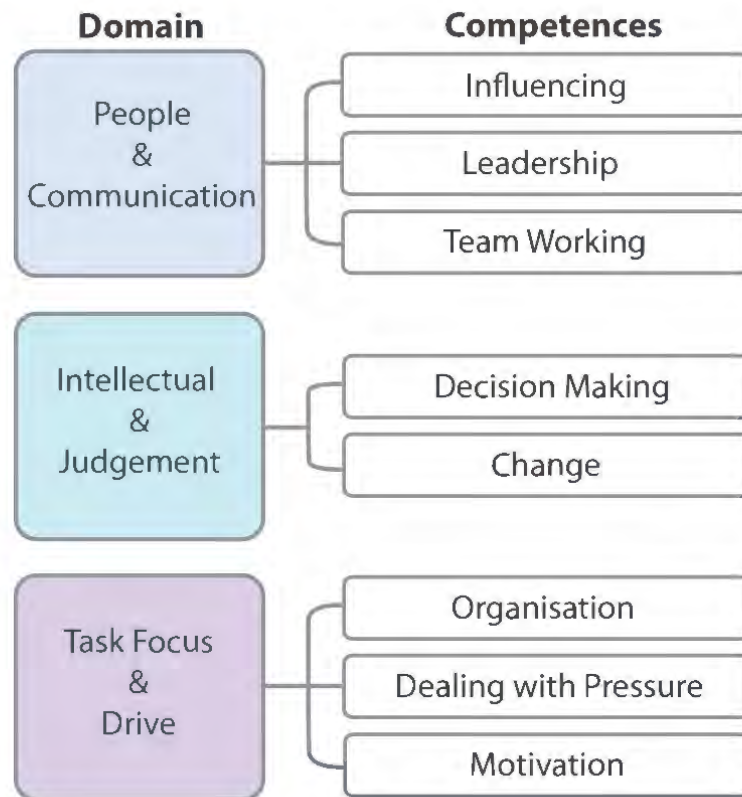 Domain
Competences
People
&
Communication
Influencing
Leadership
Team Working
Intellectual
&
Judgement
Decision Making
Change
Task Focus
&
Drive
Organisation
Dealing with Pressure
Motivation